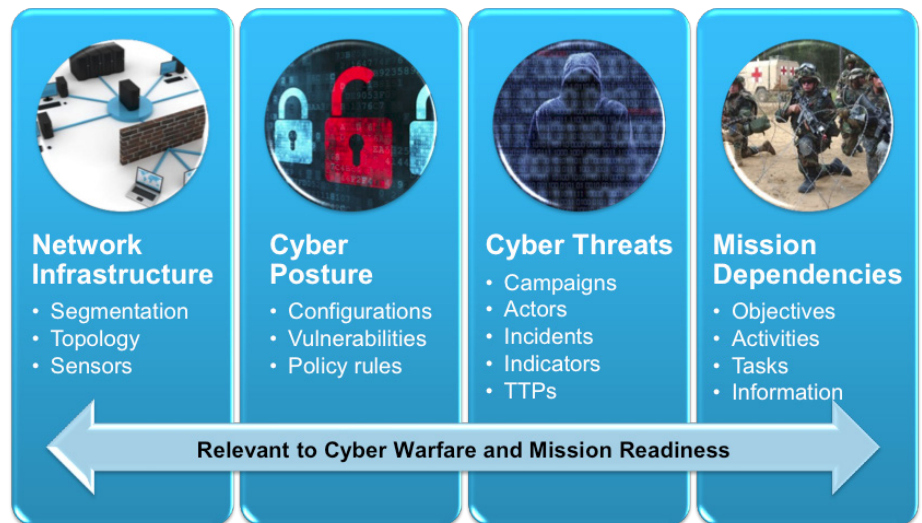 Network
Infrastructure
• Segmentation
• Topology
• Sensors
Cyber
Posture
• Configurations
• Vulnerabilities
• Policy rules
Cyber Threats
• Campaigns
• Actors
• Incidents
• Indicators
• TTPs
Mission
Dependencies
• Objectives
• Activities
• Tasks
• Information
Relevant to Cyber Warfare and Mission Readiness